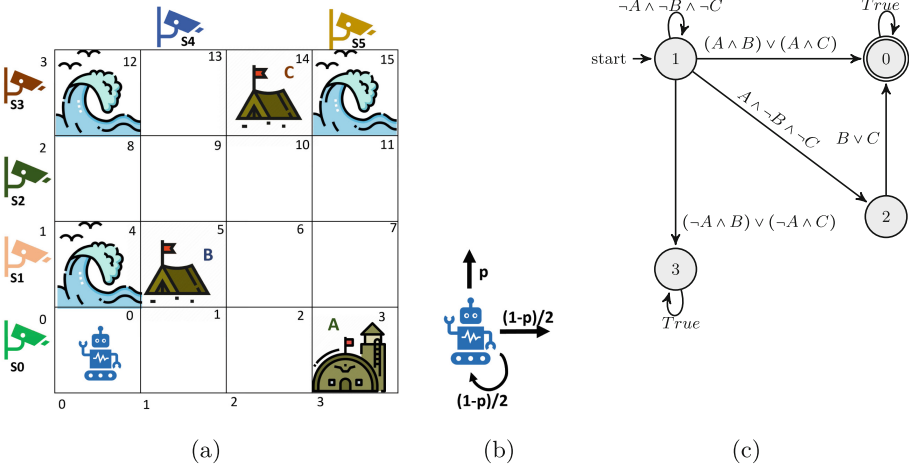 S4
S5
3
12
13
14
15
C
S3
2
8
9
10
11
S2
1
4
5
6
7
B
S1
0
0
1
2
3
A
S0
0
1
2
3
(a)
p
(1-p)/2
(1-p)/2
(b)
¬A ∧ ¬B ∧ ¬C
True
start
1
(A ∧ B) ∨ (A ∧ C)
0
A ∧ ¬B ∧ ¬C
B ∨ C
2
(¬A ∧ B) ∨ (¬A ∧ C)
3
True
(c)